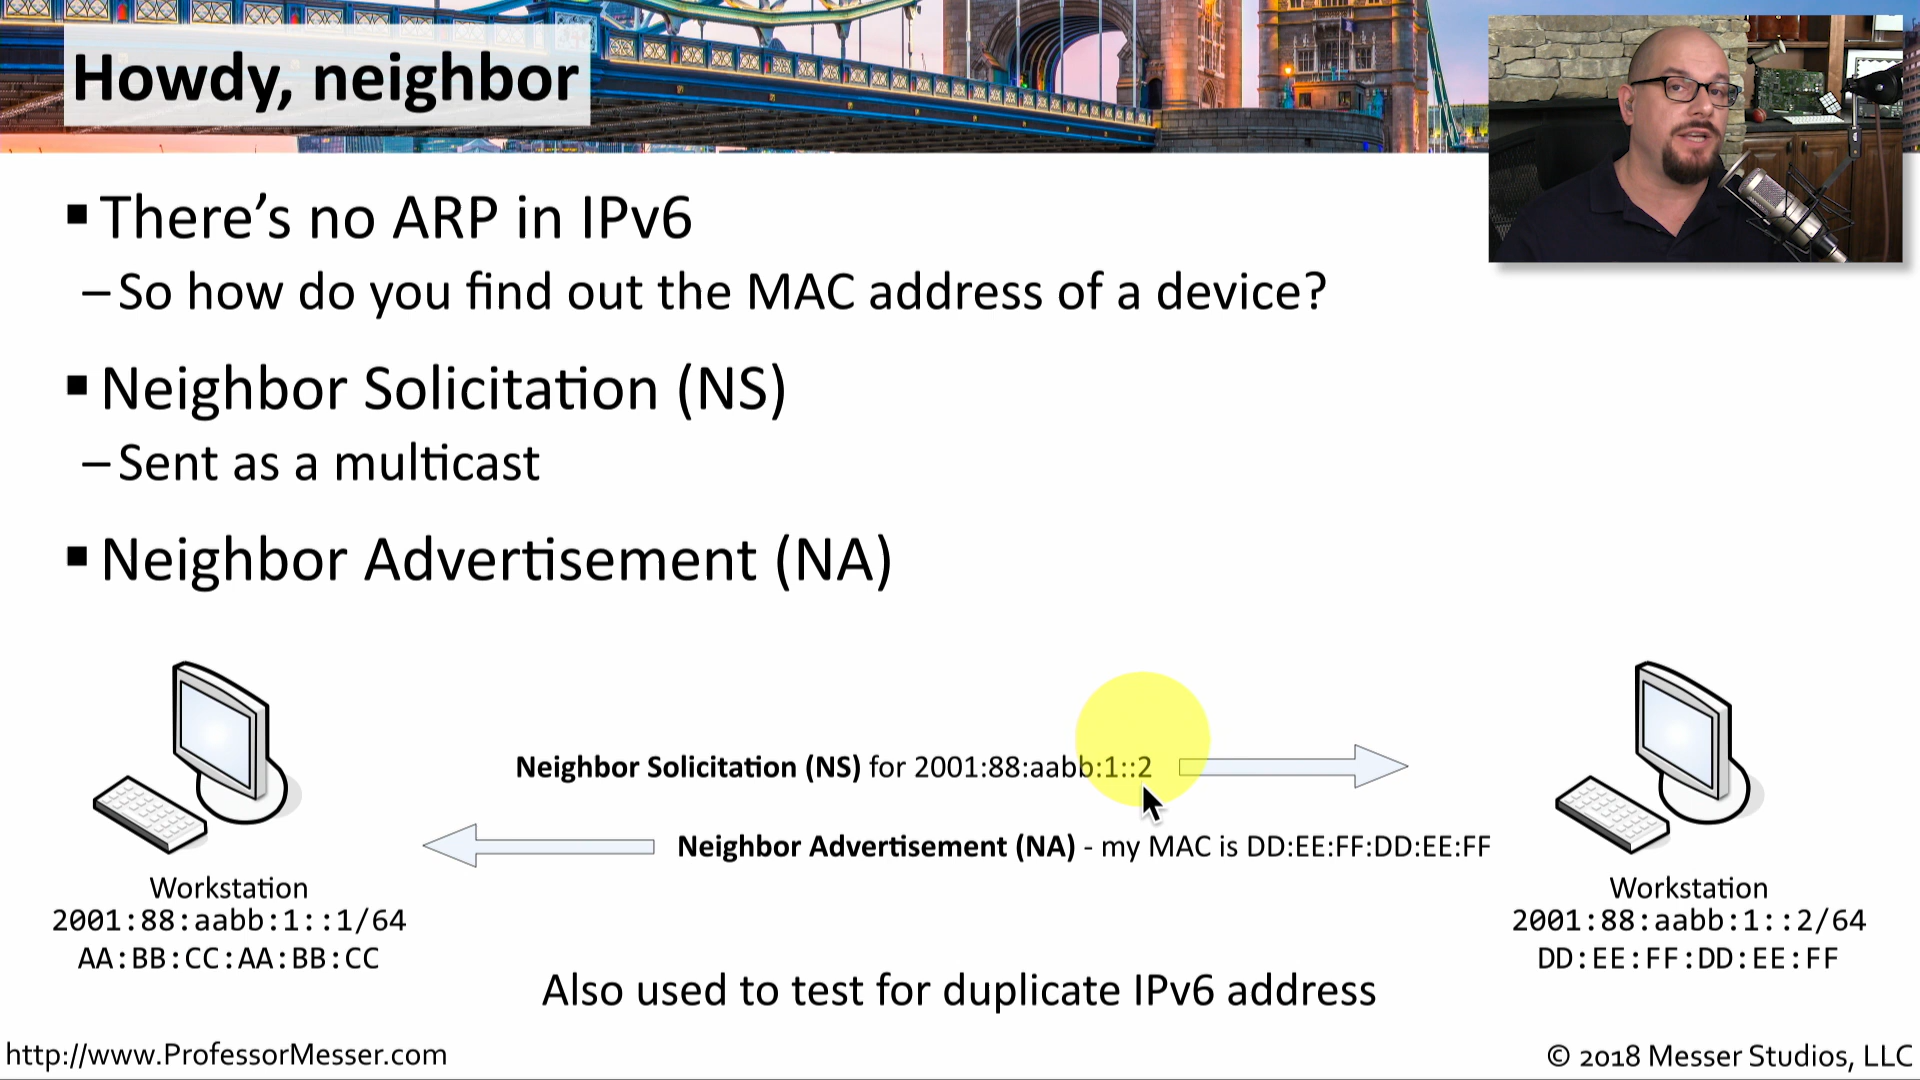 Howdy, neighbor
▪ There's no ARP in IPv6
– So how do you find out the MAC address of a device?
▪ Neighbor Solicitation (NS)
– Sent as a multicast
▪ Neighbor Advertisement (NA)
Neighbor Solicitation (NS) for 2001:88:aabb:1::2
Neighbor Advertisement (NA) - my MAC is DD:EE:FF:DD:EE:FF
Workstation
2001:88:aabb:1::1/64
AA:BB:CC:AA:BB:CC
Workstation
2001:88:aabb:1::2/64
DD:EE:FF:DD:EE:FF
Also used to test for duplicate IPv6 address
http://www.ProfessorMesser.com
© 2018 Messer Studios, LLC